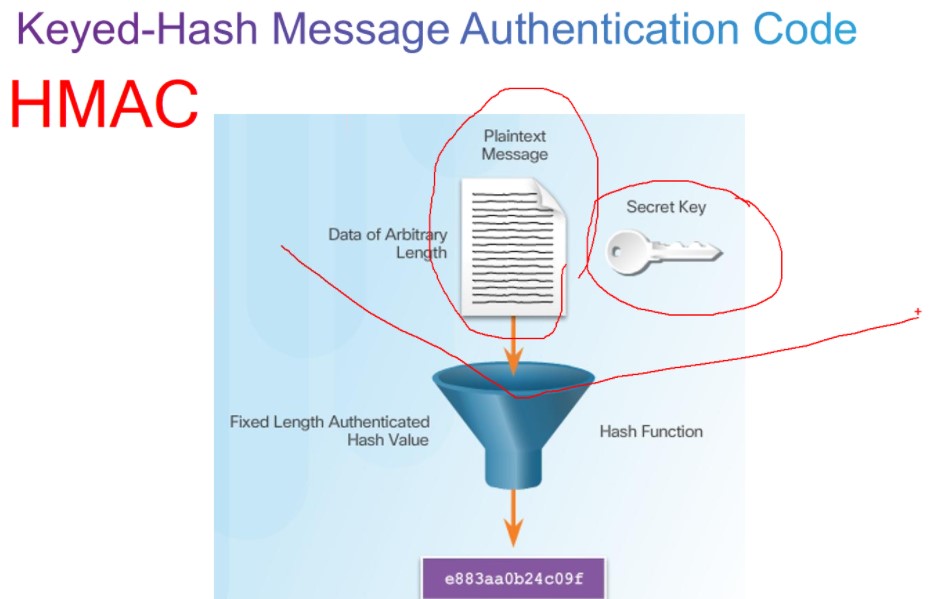 Keyed-Hash Message Authentication Code
HMAC
Plaintext
Message
Secret Key
Data of Arbitrary
Length
Fixed Length Authenticated
Hash Value
Hash Function
e883aa0b24c09f